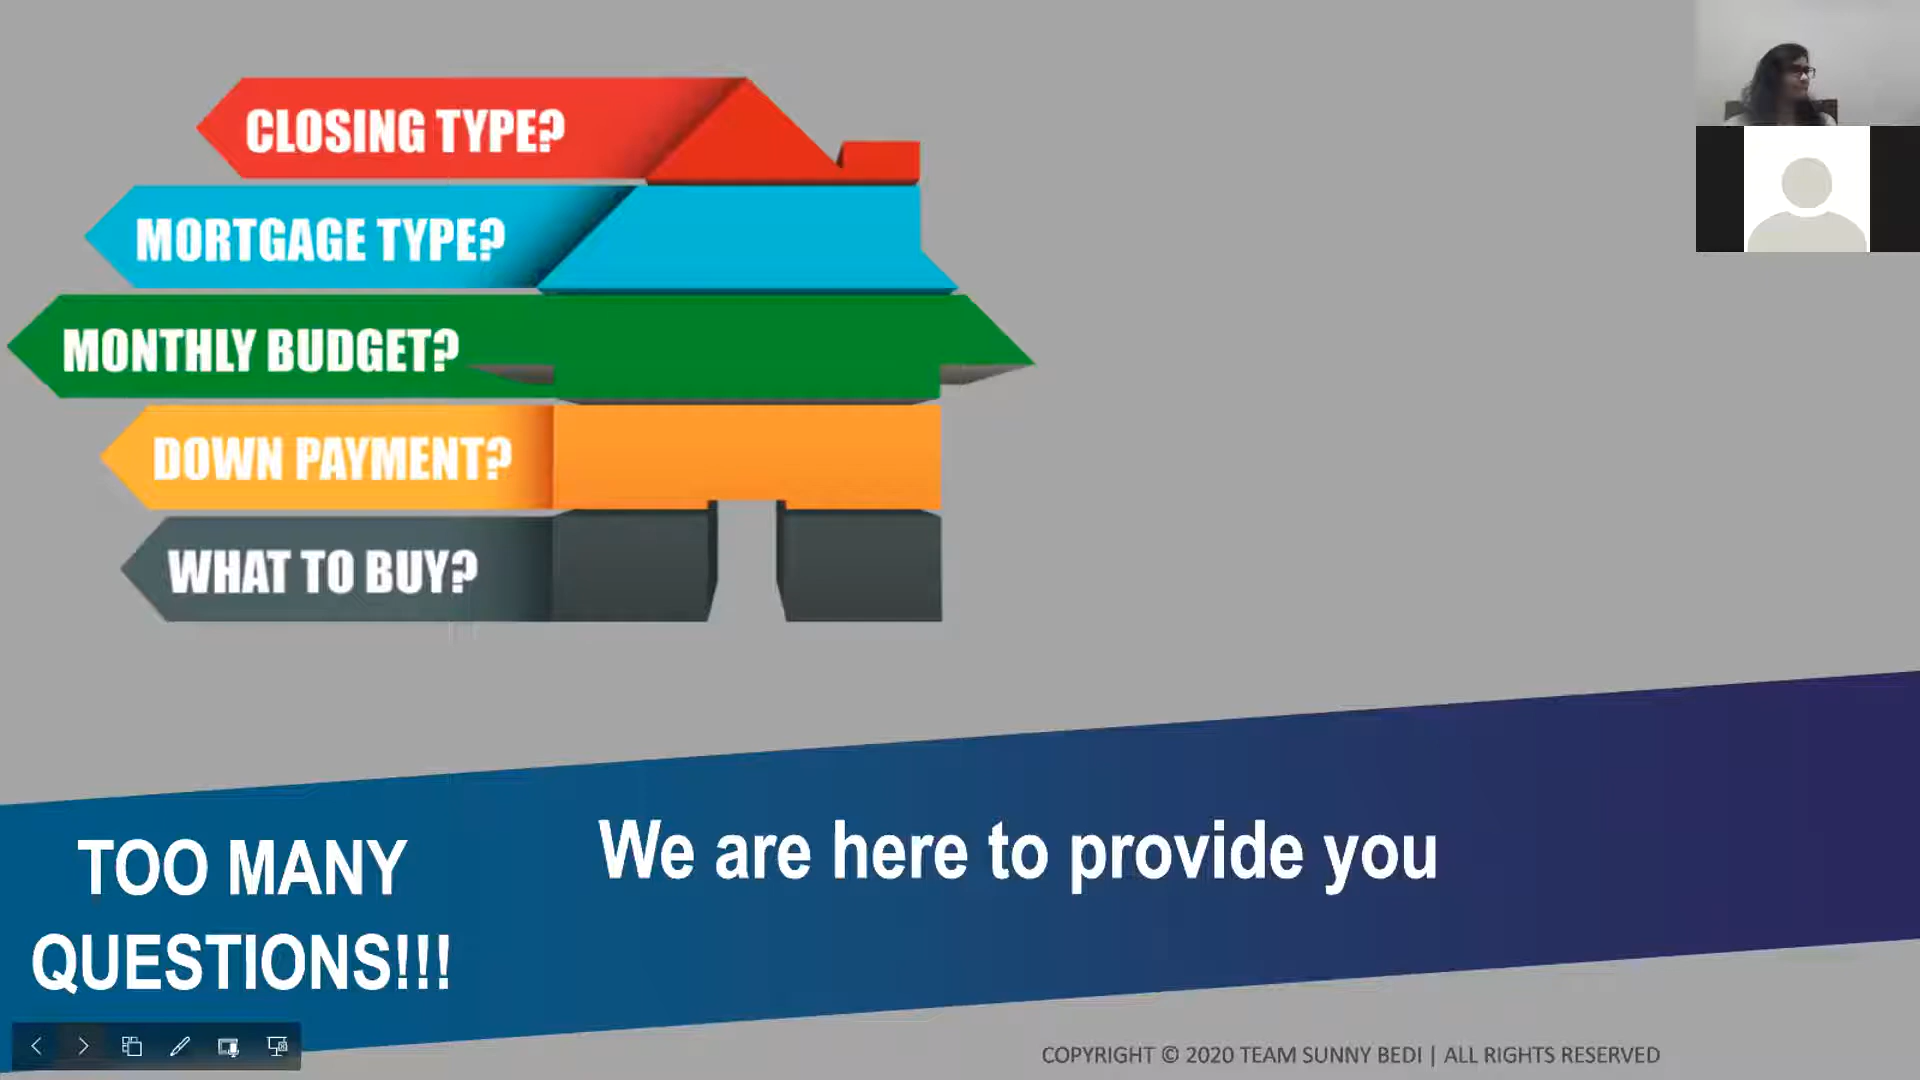 CLOSING TYPE?
MORTGAGE TYPE?
MONTHLY BUDGET?
DOWN PAYMENT?
WHAT TO BUY?
TOO MANY
QUESTIONS!!!
We are here to provide you
COPYRIGHT © 2020 TEAM SUNNY BEDI | ALL RIGHTS RESERVED